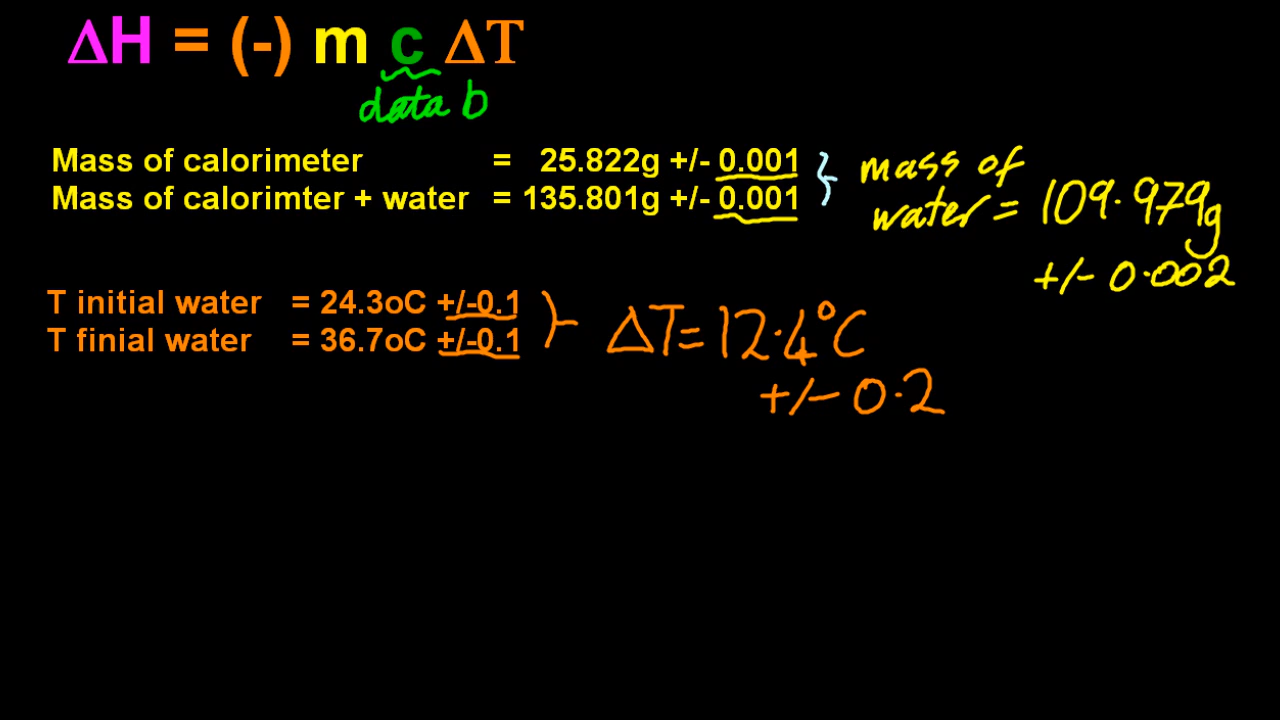 ΔH = (-) m c ΔT
data b
Mass of calorimeter = 25.822g +/- 0.001
Mass of calorimter + water = 135.801g +/- 0.001
mass of
water = 109.979g
+/- 0.002
T initial water = 24.3oC +/-0.1
T finial water = 36.7oC +/-0.1
ΔT = 12.4°C
+/- 0.2